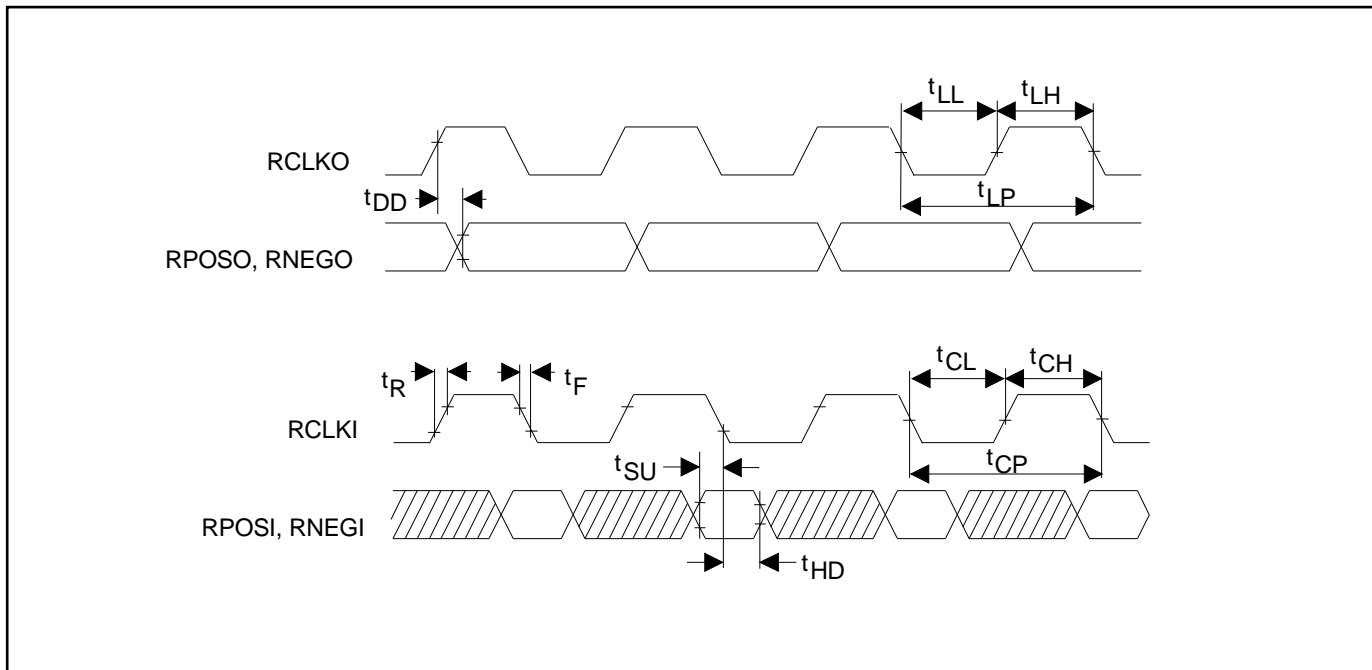 tLL
tLH
RCLKO
tDD
tLP
RPOSO, RNEGO
tCL
tCH
tR
tF
RCLKI
tSU
tCP
RPOSI, RNEGI
tHD